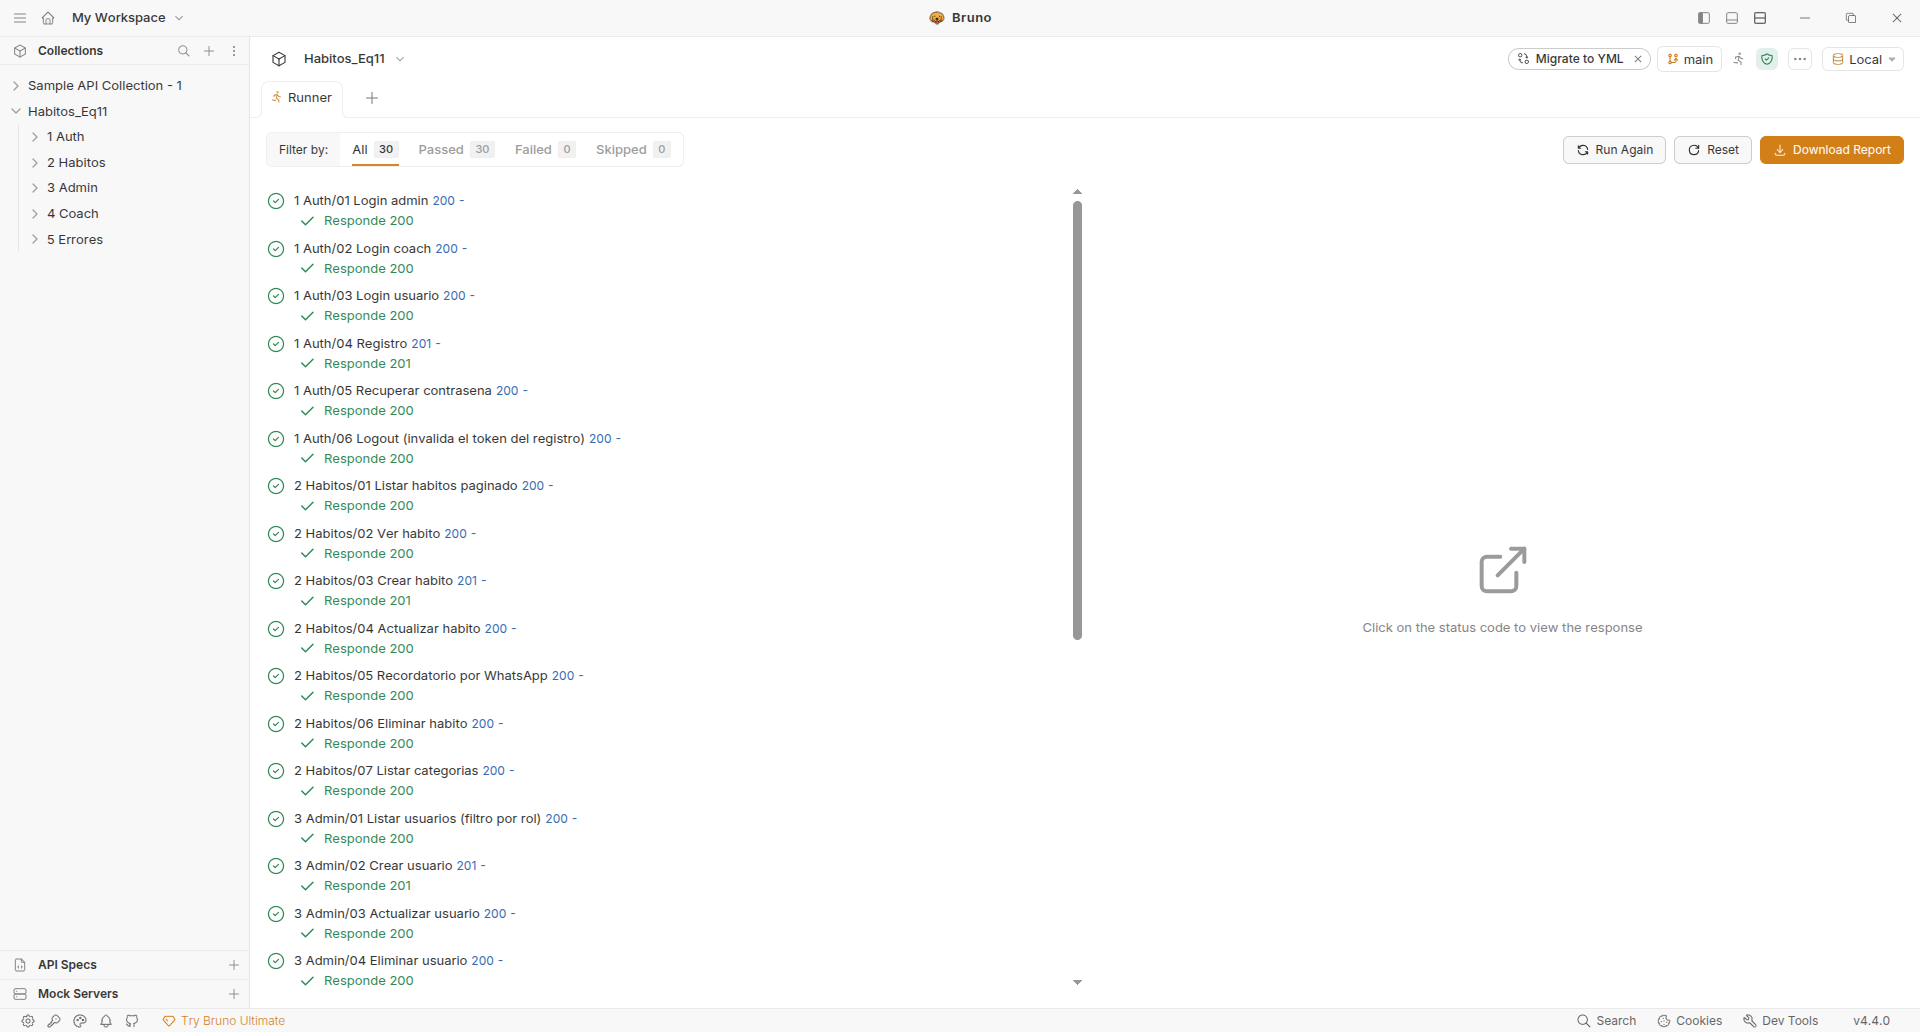 My Workspace
Bruno
Collections
Sample API Collection - 1
Habitos_Eq11
1 Auth
2 Habitos
3 Admin
4 Coach
5 Errores
API Specs
Mock Servers
Habitos_Eq11
Migrate to YML
main
Local
Runner
Filter by: All 30 Passed 30 Failed 0 Skipped 0
Run Again
Reset
Download Report
1 Auth/01 Login admin 200 -
Responde 200
1 Auth/02 Login coach 200 -
Responde 200
1 Auth/03 Login usuario 200 -
Responde 200
1 Auth/04 Registro 201 -
Responde 201
1 Auth/05 Recuperar contrasena 200 -
Responde 200
1 Auth/06 Logout (invalida el token del registro) 200 -
Responde 200
2 Habitos/01 Listar habitos paginado 200 -
Responde 200
2 Habitos/02 Ver habito 200 -
Responde 200
2 Habitos/03 Crear habito 201 -
Responde 201
2 Habitos/04 Actualizar habito 200 -
Responde 200
2 Habitos/05 Recordatorio por WhatsApp 200 -
Responde 200
2 Habitos/06 Eliminar habito 200 -
Responde 200
2 Habitos/07 Listar categorias 200 -
Responde 200
3 Admin/01 Listar usuarios (filtro por rol) 200 -
Responde 200
3 Admin/02 Crear usuario 201 -
Responde 201
3 Admin/03 Actualizar usuario 200 -
Responde 200
3 Admin/04 Eliminar usuario 200 -
Responde 200
Click on the status code to view the response
Try Bruno Ultimate
Search
Cookies
Dev Tools
v4.4.0